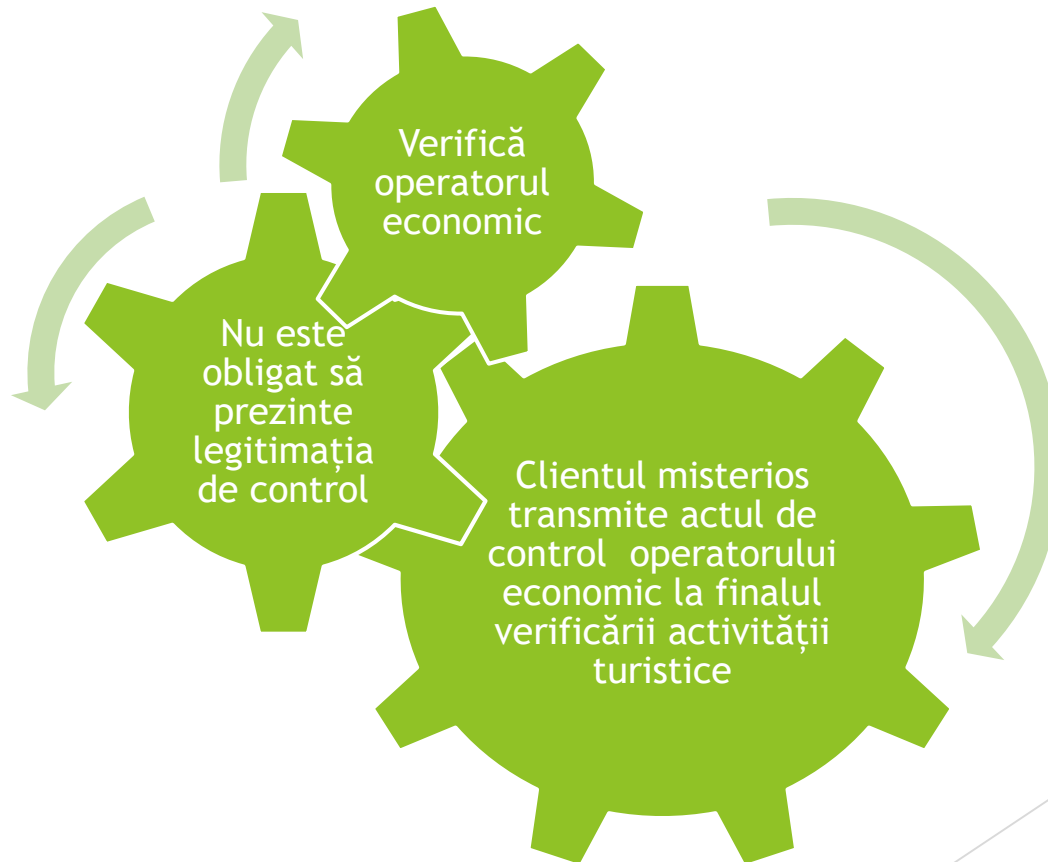 Verifică
operatorul
economic
Nu este
obligat să
prezinte
legitimația
de control
Clientul misterios
transmite actul de
control operatorului
economic la finalul
verificării activității
turistice